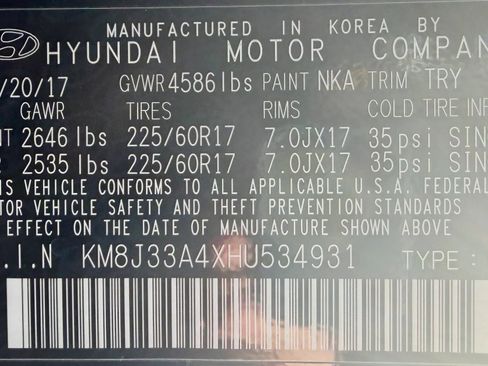 MANUFACTURED IN KOREA BY
HYUNDAI MOTOR COMPAN
/20/17 GVWR 4586 lbs PAINT NKA TRIM TRY
GAWR TIRES RIMS COLD TIRE INF
NT 2646 lbs 225/60R17 7.0JX17 35psi SIN
2535 lbs 225/60R17 7.0JX17 35psi SIN
IS VEHICLE CONFORMS TO ALL APPLICABLE U.S.A. FEDERAL
TOR VEHICLE SAFETY AND THEFT PREVENTION STANDARDS
EFFECT ON THE DATE OF MANUFACTURE SHOWN ABOVE
.I.N KM8J33A4XHU534931 TYPE :